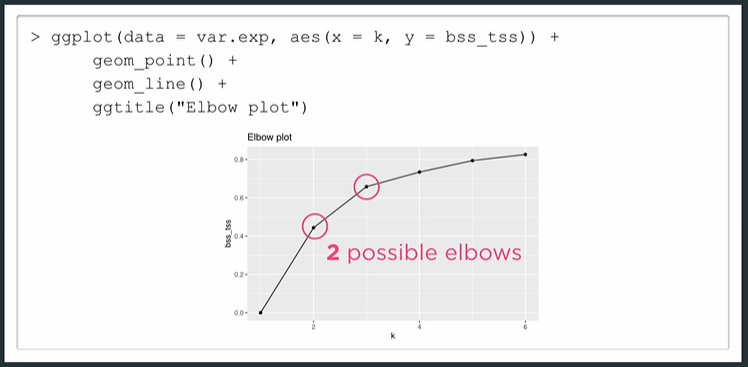 > ggplot(data = var.exp, aes(x = k, y = bss_tss)) +
geom_point() +
geom_line() +
ggtitle("Elbow plot")
Elbow plot
0.8
0.6
0.4
0.2
0.0
bss_tss
2 possible elbows
2
4
6
k